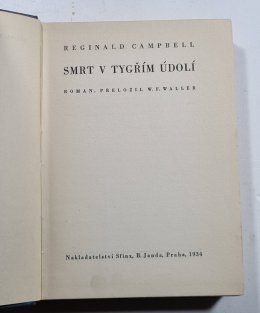 REGINALD CAMPBELL
SMRT V TYGŘÍM ÚDOLÍ
ROMAN. PŘELOŽIL W. F. WALLER
Nakladatelství Sfinx, B. Janda, Praha, 1934